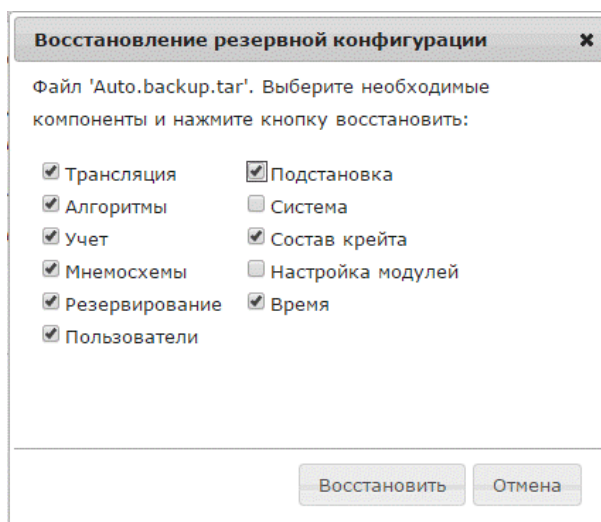 Восстановление резервной конфигурации
Файл 'Auto.backup.tar'. Выберите необходимые
компоненты и нажмите кнопку восстановить:
Трансляция Подстановка
Алгоритмы Система
Учет Состав крейта
Мнемосхемы Настройка модулей
Резервирование Время
Пользователи
Восстановить Отмена